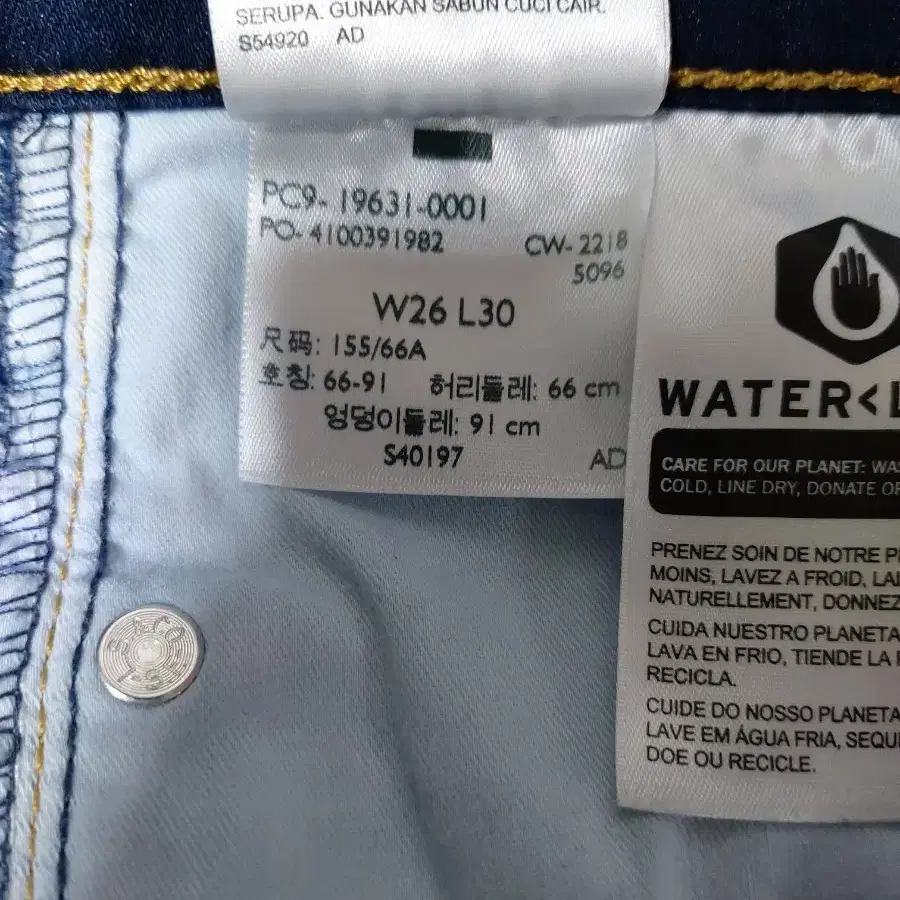 SERUPA. GUNAKAN SABUN CUCI CAIR.
S54920 AD
PC9- 19631-0001
PO- 4100391982
CW- 2218
5096
W26 L30
尺码: 155/66A
호칭: 66-91 허리둘레: 66 cm
엉덩이둘레: 91 cm
S40197 AD
WATER<L
CARE FOR OUR PLANET: WAS
COLD, LINE DRY, DONATE OR
PRENEZ SOIN DE NOTRE P
MOINS, LAVEZ A FROID, LAI
NATURELLEMENT, DONNEZ
CUIDA NUESTRO PLANETA
LAVA EN FRIO, TIENDE LA
RECICLA.
CUIDE DO NOSSO PLANETA
LAVE EM ÁGUA FRIA, SEQU
DOE OU RECICLE.